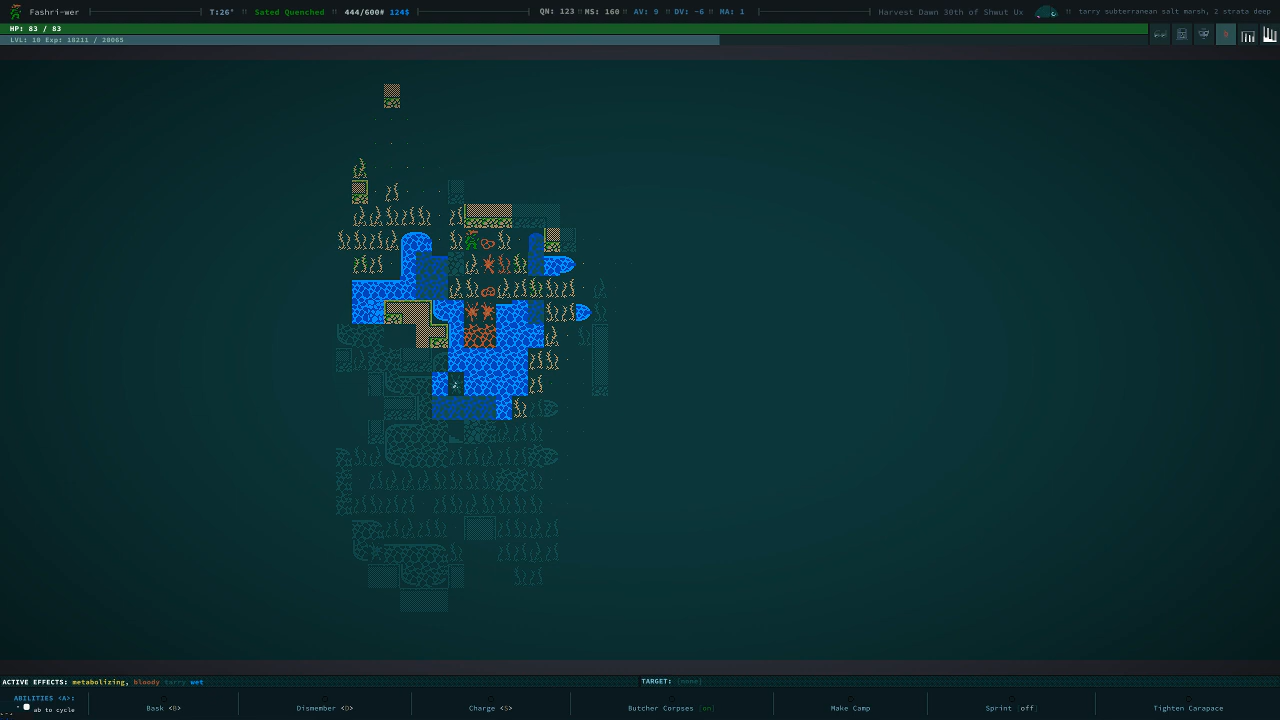 Fashri-wer T:26° Sated Quenched 444/600# 124$ QN: 123 MS: 160 AV: 9 DV: -6 MA: 1 Harvest Dawn 30th of Shwut Ux tarry subterranean salt marsh, 2 strata deep
HP: 83 / 83
LVL: 10 Exp: 18211 / 28065
ACTIVE EFFECTS: metabolizing, bloody tarry wet TARGET: [none]
ABILITIES <A>:
ab to cycle
Bask <B> Dismember <D> Charge <S> Butcher Corpses [on] Make Camp Sprint [off] Tighten Carapace